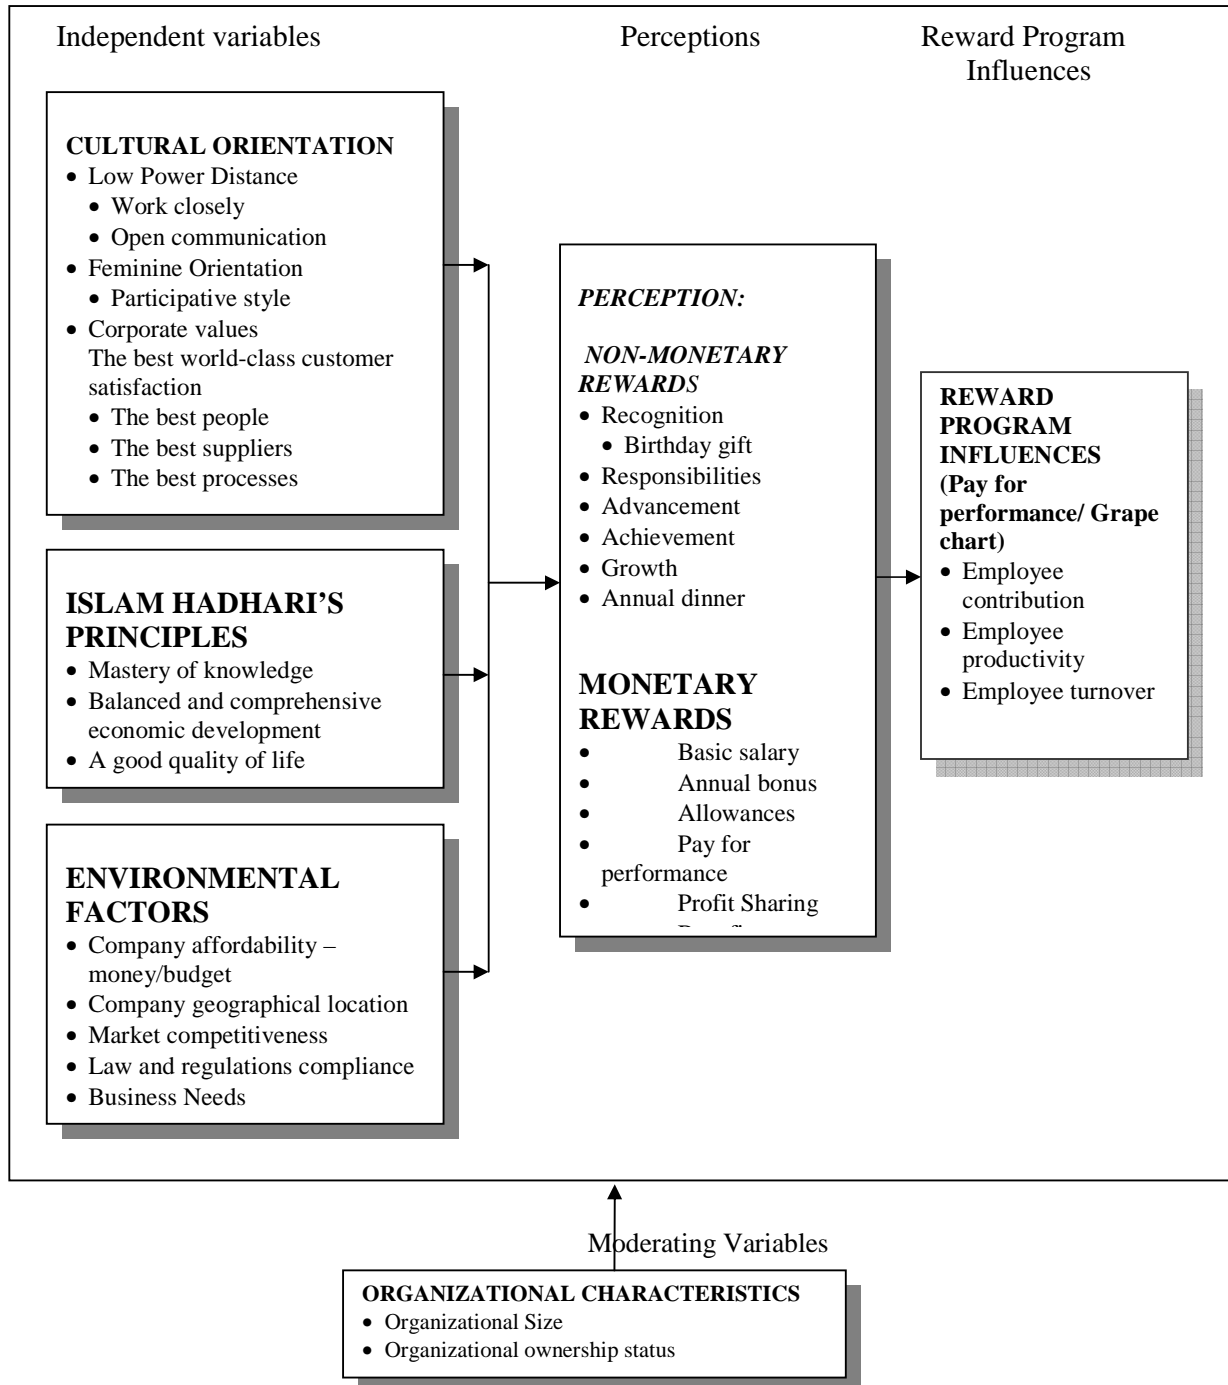 Independent variables
Perceptions
Reward Program
Influences
CULTURAL ORIENTATION
• Low Power Distance
• Work closely
• Open communication
• Feminine Orientation
• Participative style
• Corporate values
The best world-class customer
satisfaction
• The best people
• The best suppliers
• The best processes
ISLAM HADHARI’S
PRINCIPLES
• Mastery of knowledge
• Balanced and comprehensive
economic development
• A good quality of life
ENVIRONMENTAL
FACTORS
• Company affordability –
money/budget
• Company geographical location
• Market competitiveness
• Law and regulations compliance
• Business Needs
PERCEPTION:
NON-MONETARY
REWARDS
• Recognition
• Birthday gift
• Responsibilities
• Advancement
• Achievement
• Growth
• Annual dinner
MONETARY
REWARDS
• Basic salary
• Annual bonus
• Allowances
• Pay for
performance
• Profit Sharing
REWARD
PROGRAM
INFLUENCES
(Pay for
performance/ Grape
chart)
• Employee
contribution
• Employee
productivity
• Employee turnover
Moderating Variables
ORGANIZATIONAL CHARACTERISTICS
• Organizational Size
• Organizational ownership status